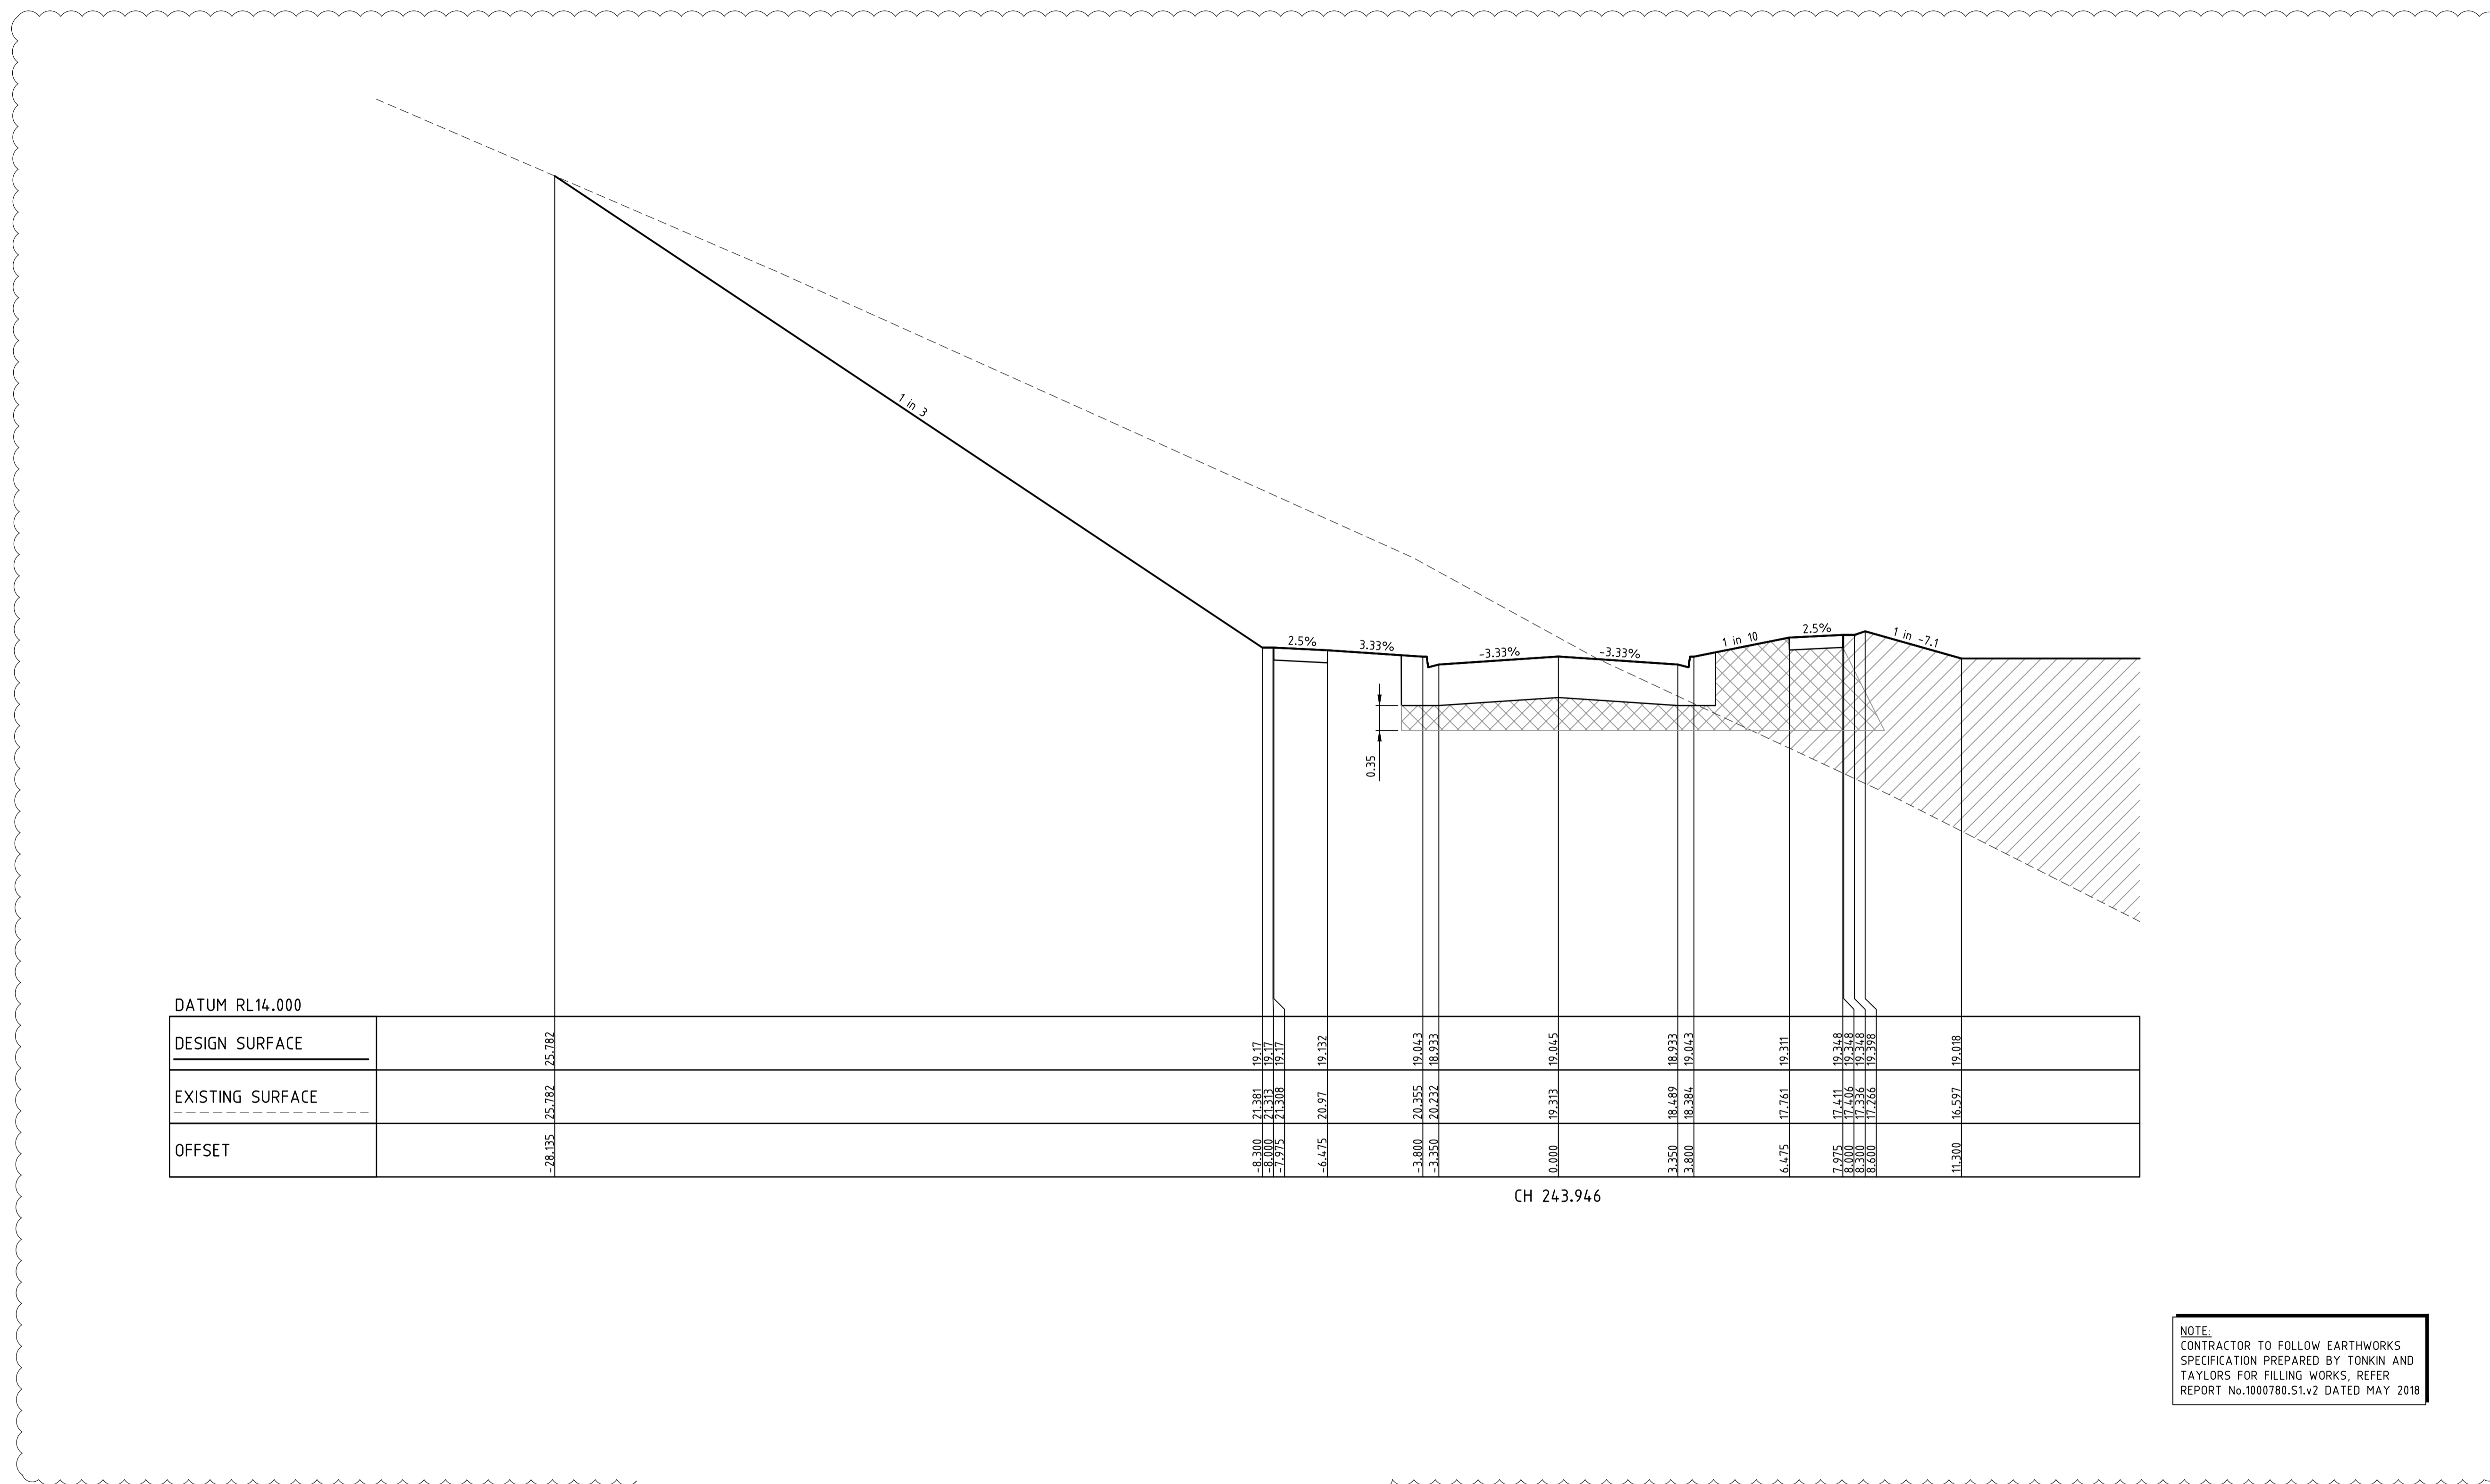 1 in 3
2.5%
3.33%
-3.33%
-3.33%
1 in 10
2.5%
1 in -7.1
0.35
DATUM RL14.000
DESIGN SURFACE 25.782 19.17 19.17 19.17 19.132 19.043 18.933 19.045 18.933 19.043 19.311 19.348 19.348 19.348 19.398 19.018
EXISTING SURFACE 25.782 21.381 21.313 21.308 20.97 20.355 20.232 19.313 18.489 18.384 17.761 17.411 17.406 17.336 17.266 16.597
OFFSET -28.135 -8.300 -8.000 -7.975 -6.475 -3.800 -3.350 0.000 3.350 3.800 6.475 7.975 8.000 8.300 8.600 11.300
CH 243.946
NOTE:
CONTRACTOR TO FOLLOW EARTHWORKS
SPECIFICATION PREPARED BY TONKIN AND
TAYLORS FOR FILLING WORKS, REFER
REPORT No.1000780.S1.v2 DATED MAY 2018